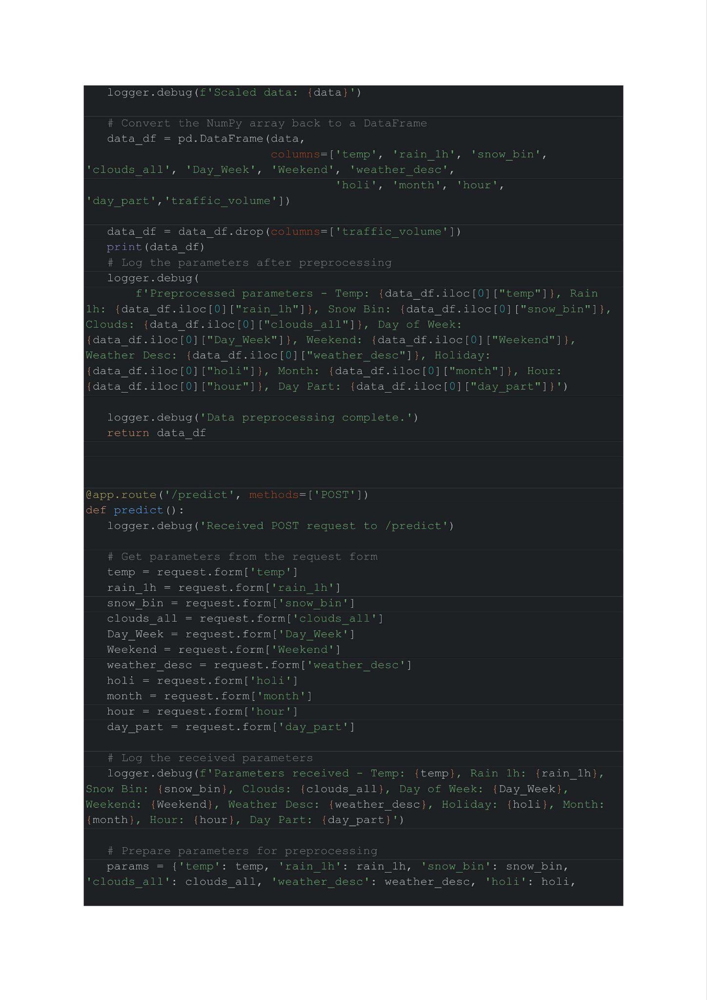 logger.debug(f'Scaled data: {data}')
# Convert the NumPy array back to a DataFrame
data_df = pd.DataFrame(data,
columns=['temp', 'rain_1h', 'snow_bin',
'clouds_all', 'Day_Week', 'Weekend', 'weather_desc',
'holi', 'month', 'hour',
'day_part','traffic_volume'])
data_df = data_df.drop(columns=['traffic_volume'])
print(data_df)
# Log the parameters after preprocessing
logger.debug(
f'Preprocessed parameters - Temp: {data_df.iloc[0]["temp"]}, Rain
1h: {data_df.iloc[0]["rain_1h"]}, Snow Bin: {data_df.iloc[0]["snow_bin"]},
Clouds: {data_df.iloc[0]["clouds_all"]}, Day of Week:
{data_df.iloc[0]["Day_Week"]}, Weekend: {data_df.iloc[0]["Weekend"]},
Weather Desc: {data_df.iloc[0]["weather_desc"]}, Holiday:
{data_df.iloc[0]["holi"]}, Month: {data_df.iloc[0]["month"]}, Hour:
{data_df.iloc[0]["hour"]}, Day Part: {data_df.iloc[0]["day_part"]}')
logger.debug('Data preprocessing complete.')
return data_df
@app.route('/predict', methods=['POST'])
def predict():
logger.debug('Received POST request to /predict')
# Get parameters from the request form
temp = request.form['temp']
rain_1h = request.form['rain_1h']
snow_bin = request.form['snow_bin']
clouds_all = request.form['clouds_all']
Day_Week = request.form['Day_Week']
Weekend = request.form['Weekend']
weather_desc = request.form['weather_desc']
holi = request.form['holi']
month = request.form['month']
hour = request.form['hour']
day_part = request.form['day_part']
# Log the received parameters
logger.debug(f'Parameters received - Temp: {temp}, Rain 1h: {rain_1h},
Snow Bin: {snow_bin}, Clouds: {clouds_all}, Day of Week: {Day_Week},
Weekend: {Weekend}, Weather Desc: {weather_desc}, Holiday: {holi}, Month:
{month}, Hour: {hour}, Day Part: {day_part}')
# Prepare parameters for preprocessing
params = {'temp': temp, 'rain_1h': rain_1h, 'snow_bin': snow_bin,
'clouds_all': clouds_all, 'weather_desc': weather_desc, 'holi': holi,